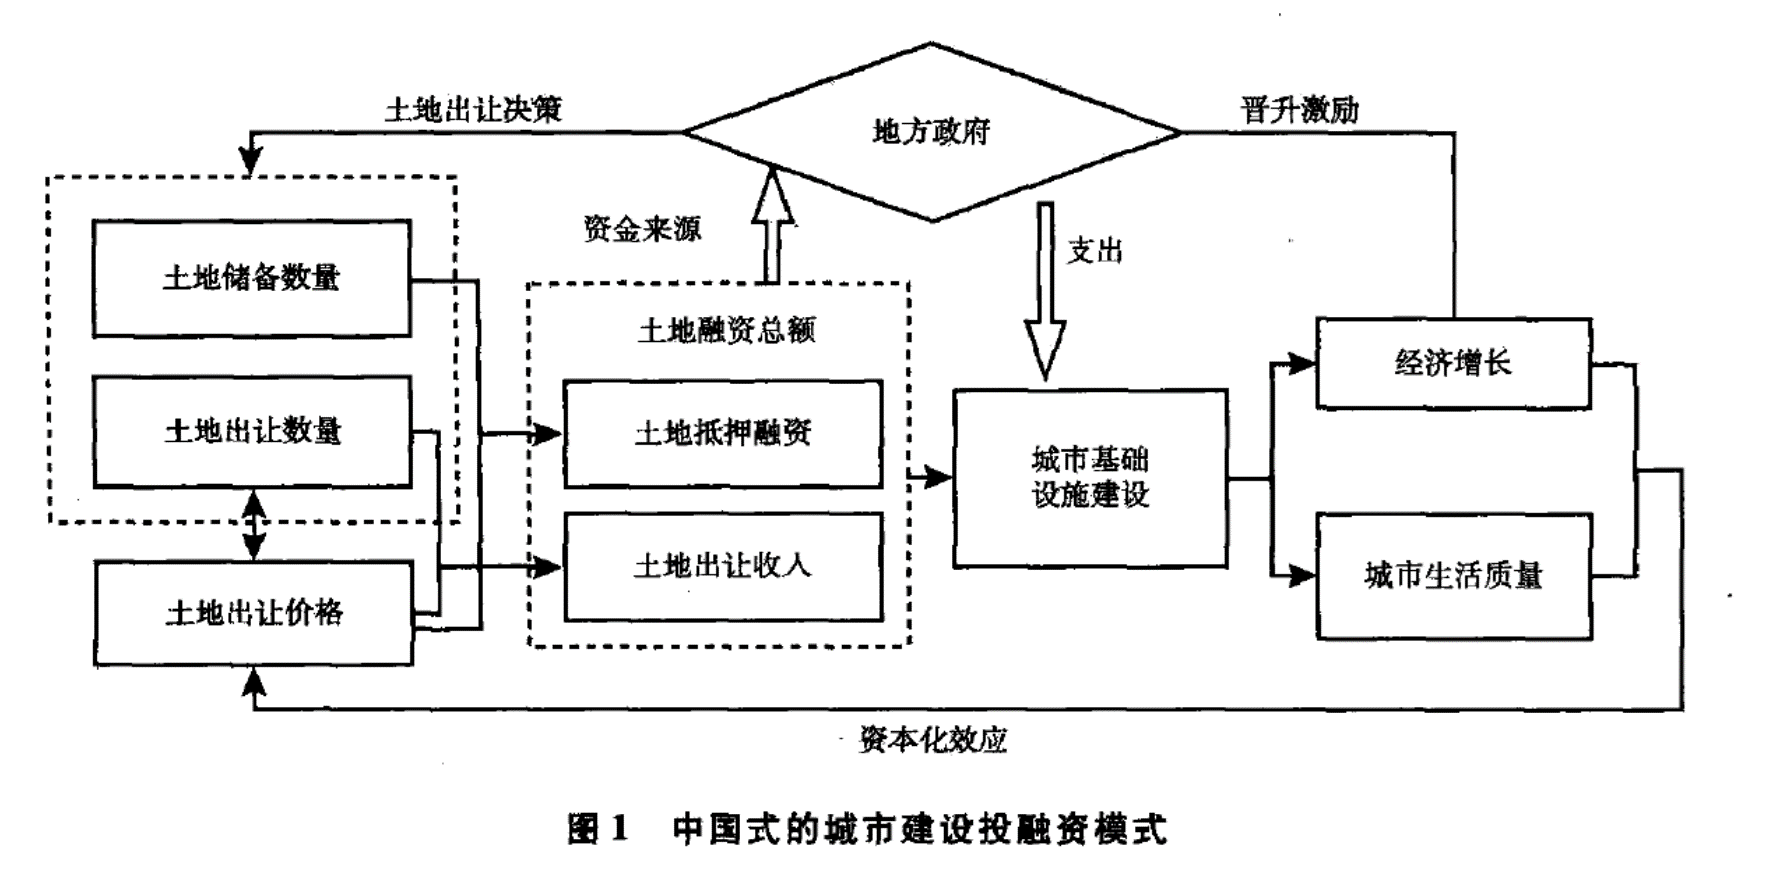 土地出让决策
地方政府
晋升激励
资金来源
支出
土地储备数量
土地融资总额
经济增长
土地出让数量
土地抵押融资
城市基础
设施建设
土地出让收入
城市生活质量
土地出让价格
资本化效应
图1 中国式的城市建设投融资模式